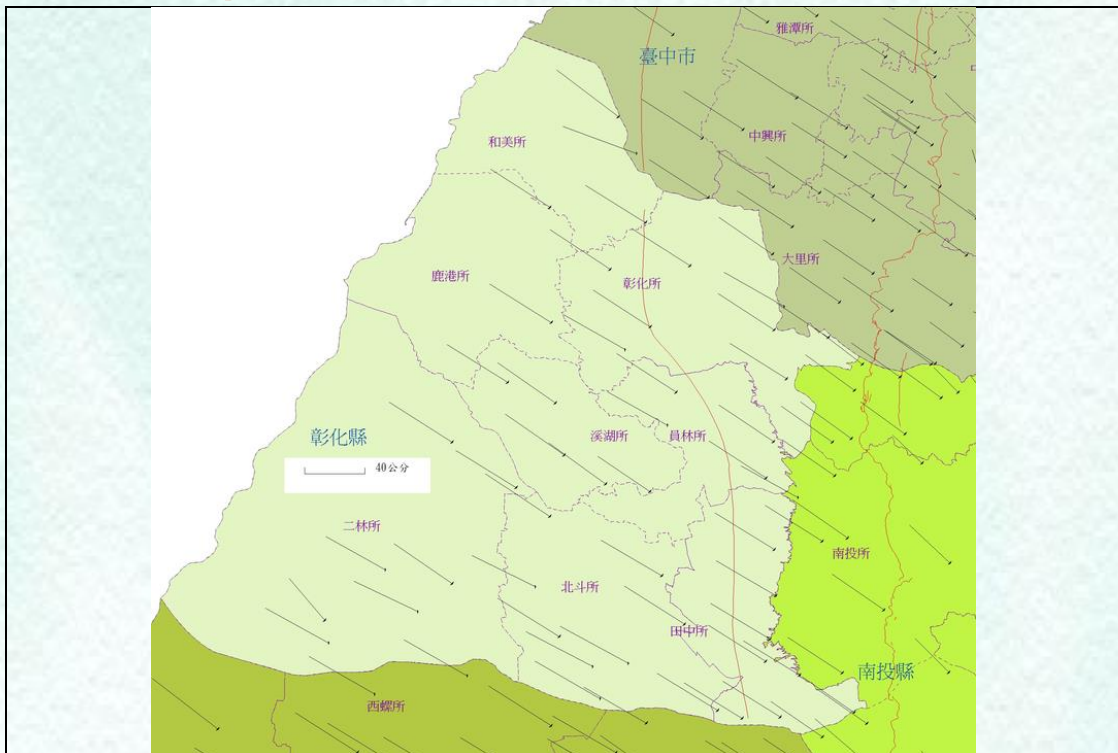 雅潭所
臺中市
中興所
和美所
大里所
鹿港所
彰化所
溪湖所
員林所
彰化縣
40公分
二林所
南投所
北斗所
田中所
南投縣
西螺所